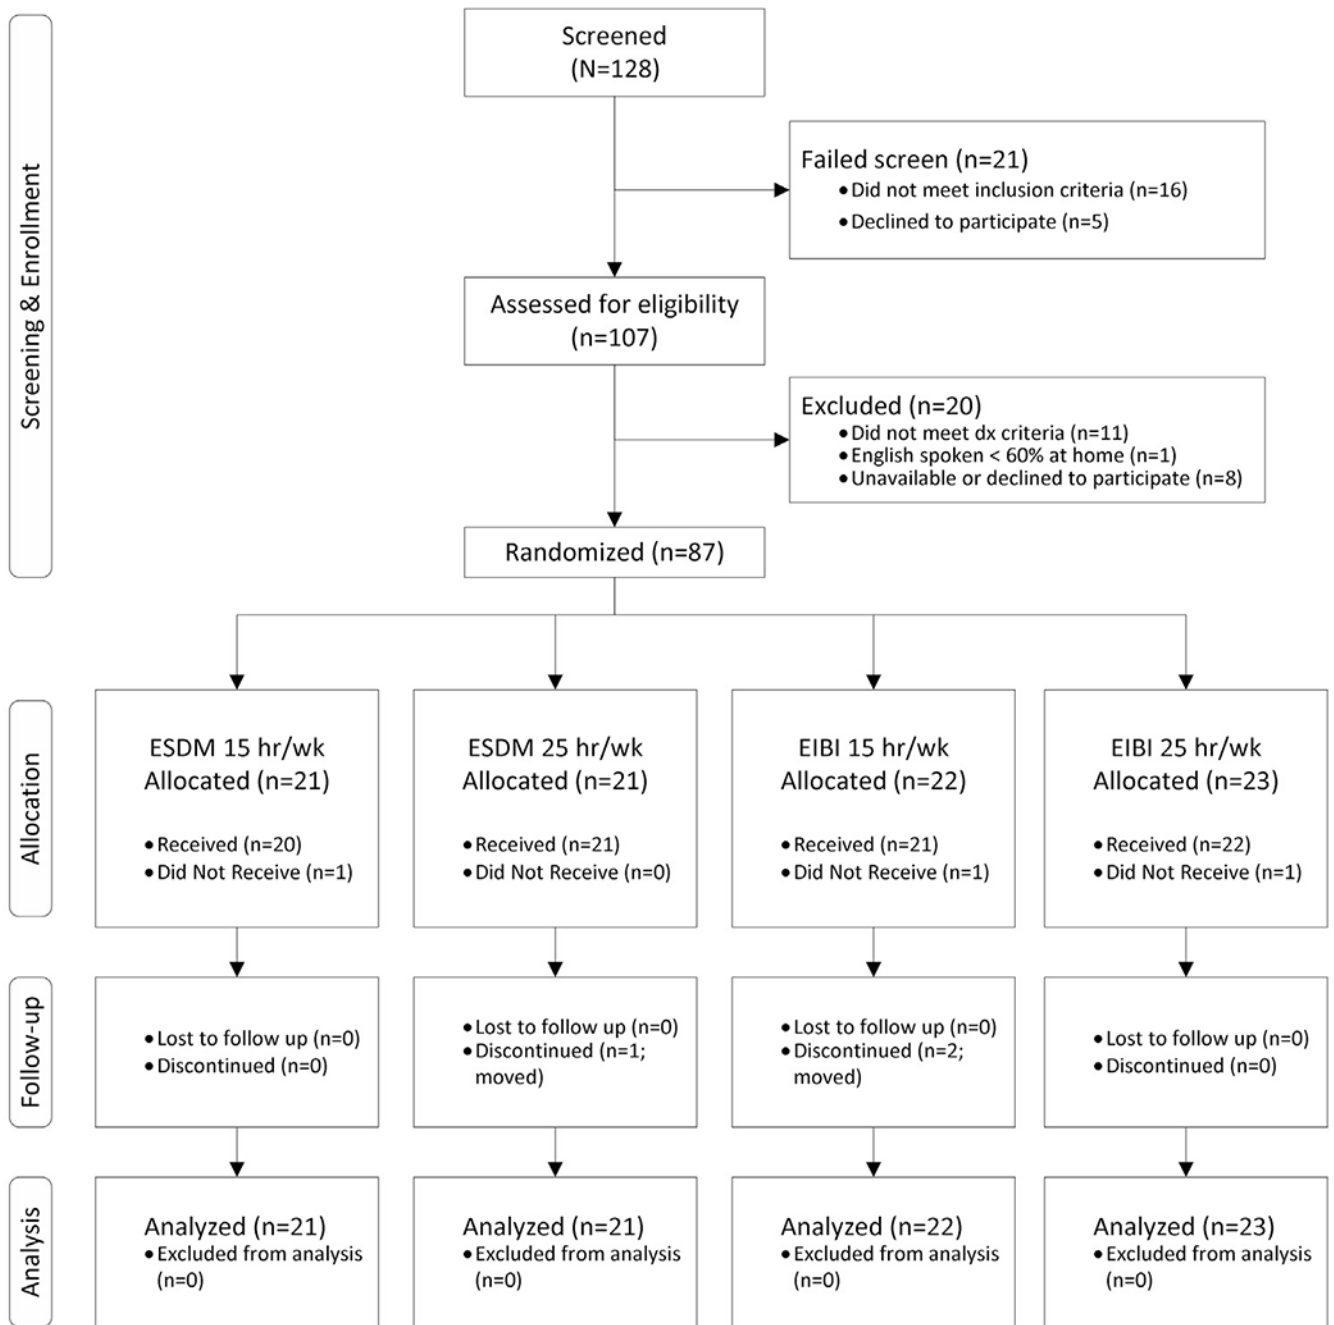 Screening & Enrollment
Screened
(N=128)
Failed screen (n=21)
•Did not meet inclusion criteria (n=16)
•Declined to participate (n=5)
Assessed for eligibility
(n=107)
Excluded (n=20)
•Did not meet dx criteria (n=11)
•English spoken < 60% at home (n=1)
•Unavailable or declined to participate (n=8)
Randomized (n=87)
Allocation
ESDM 15 hr/wk
Allocated (n=21)
•Received (n=20)
•Did Not Receive (n=1)
ESDM 25 hr/wk
Allocated (n=21)
•Received (n=21)
•Did Not Receive (n=0)
EIBI 15 hr/wk
Allocated (n=22)
•Received (n=21)
•Did Not Receive (n=1)
EIBI 25 hr/wk
Allocated (n=23)
•Received (n=22)
•Did Not Receive (n=1)
Follow-up
•Lost to follow up (n=0)
•Discontinued (n=0)
•Lost to follow up (n=0)
•Discontinued (n=1;
moved)
•Lost to follow up (n=0)
•Discontinued (n=2;
moved)
•Lost to follow up (n=0)
•Discontinued (n=0)
Analysis
Analyzed (n=21)
•Excluded from analysis
(n=0)
Analyzed (n=21)
•Excluded from analysis
(n=0)
Analyzed (n=22)
•Excluded from analysis
(n=0)
Analyzed (n=23)
•Excluded from analysis
(n=0)